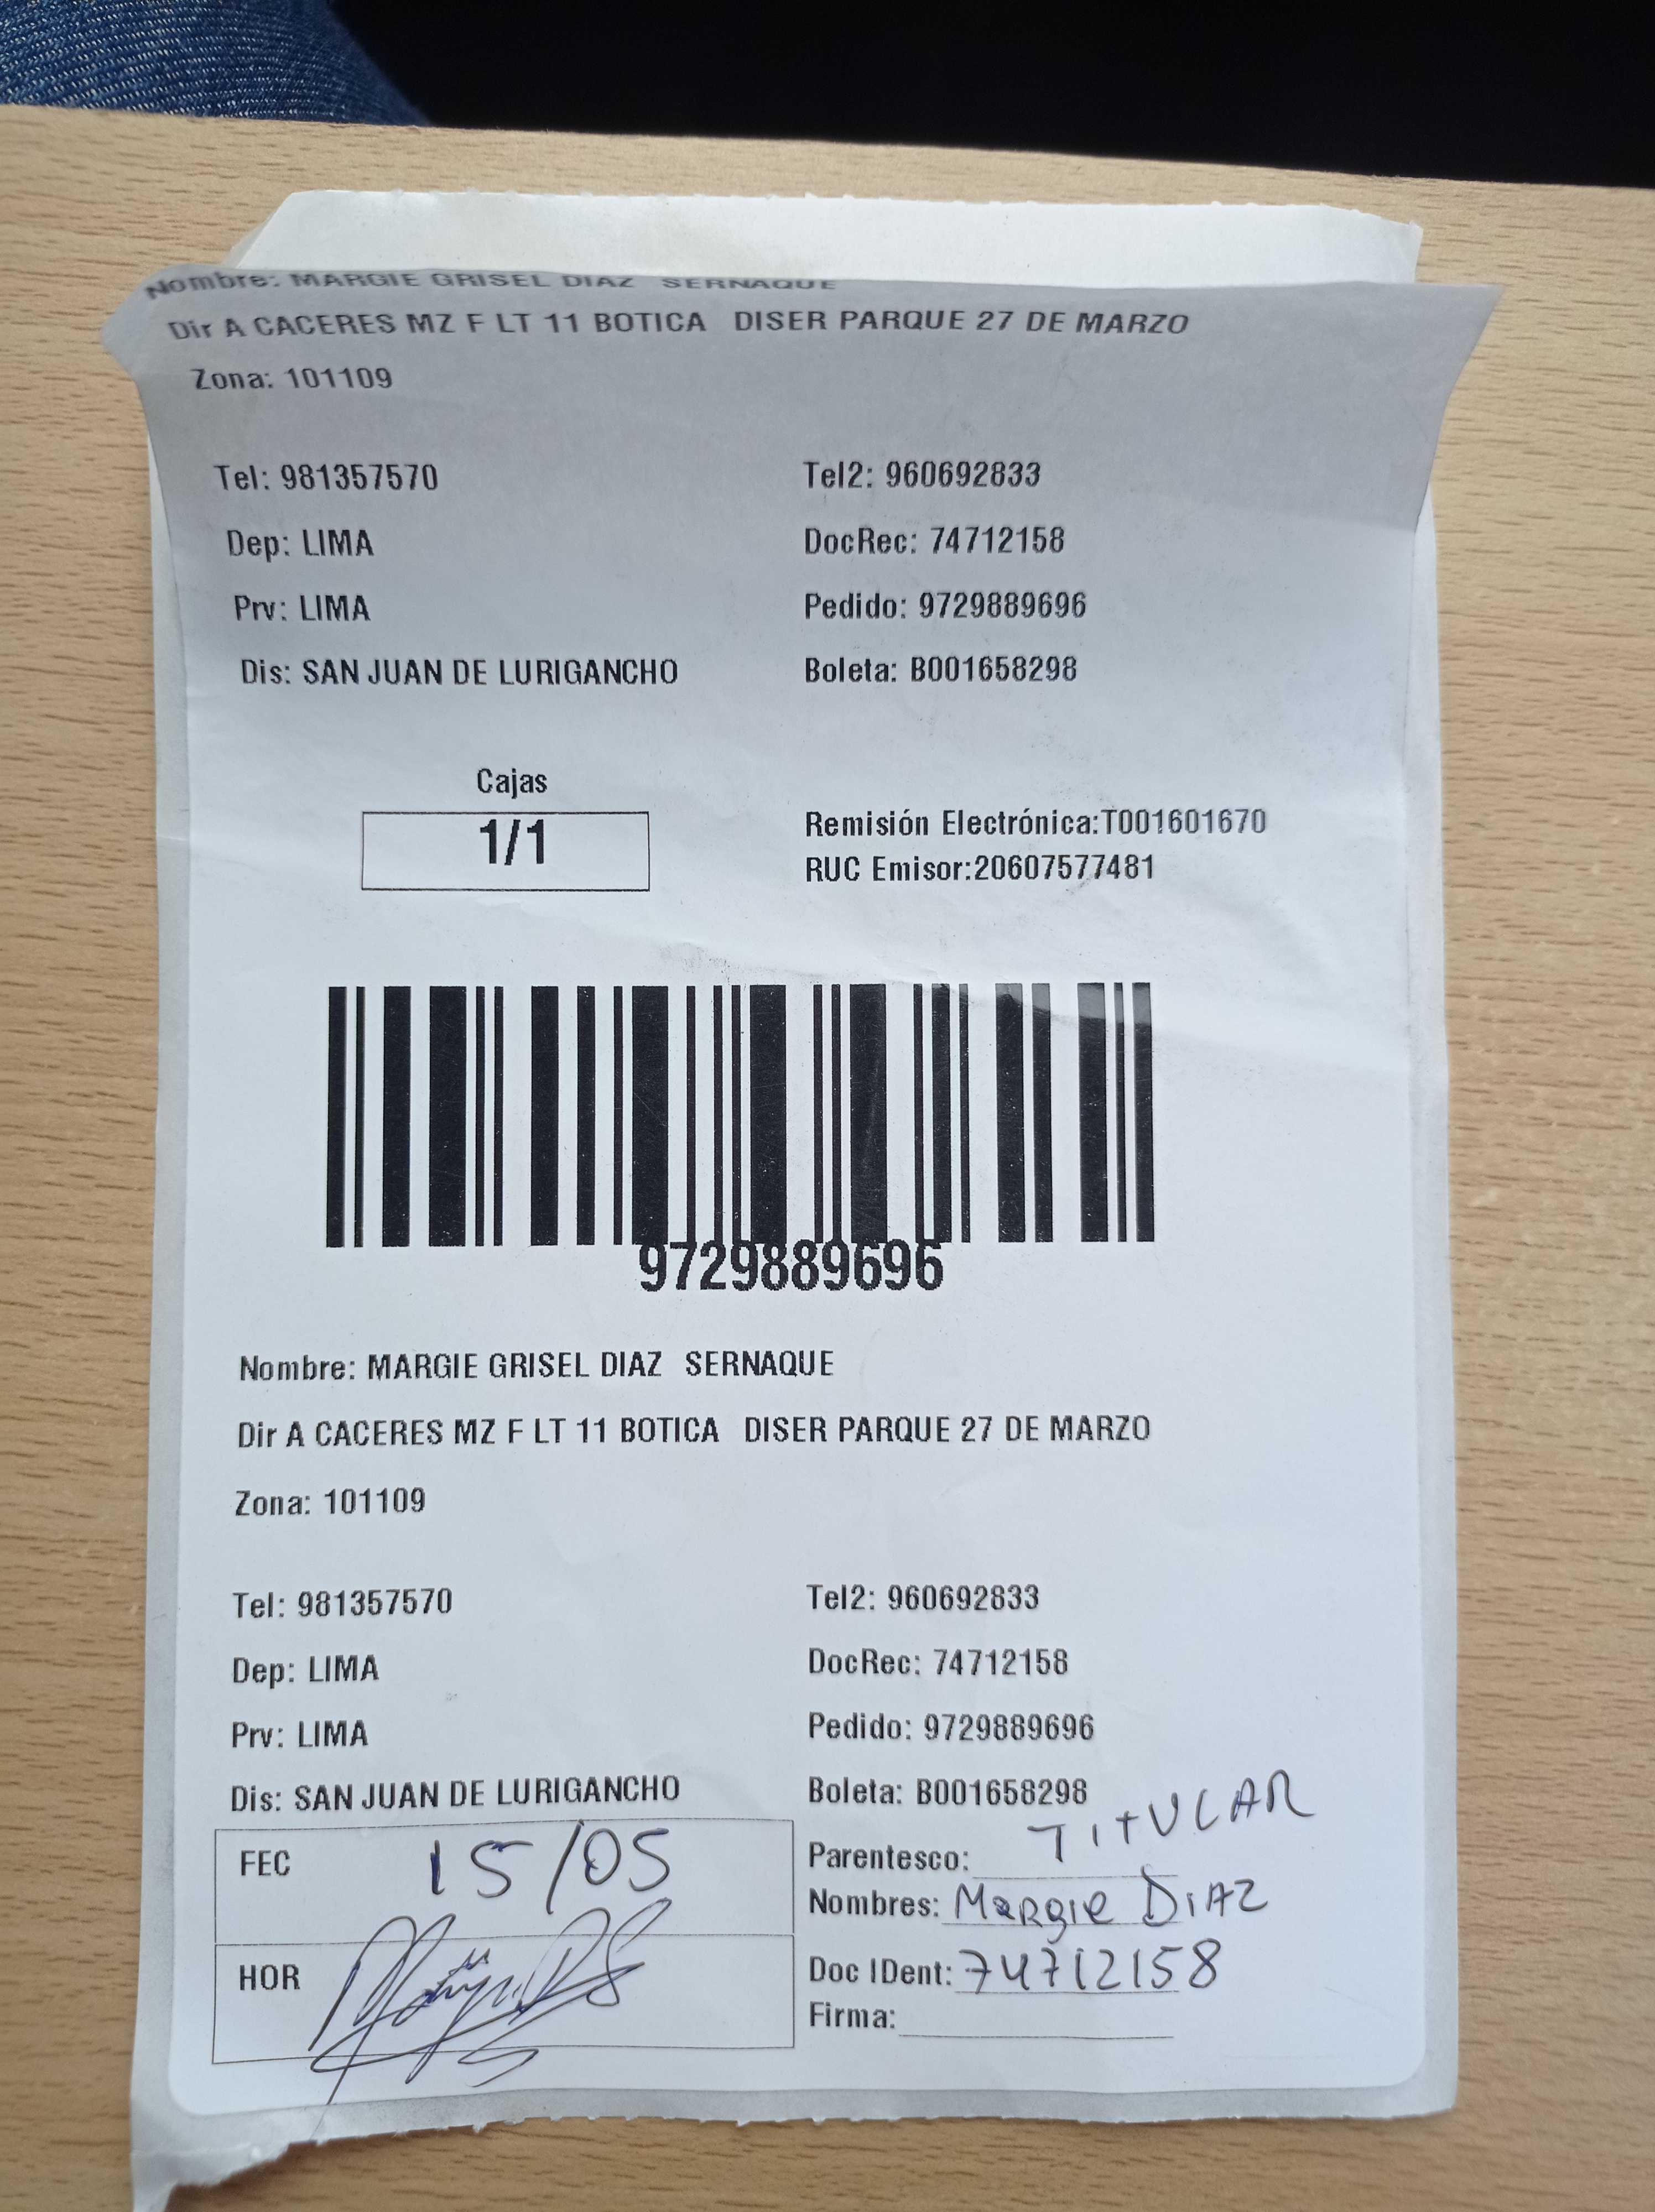 Nombre: MARGIE GRISEL DIAZ SERNAQUE
Dir A CACERES MZ F LT 11 BOTICA DISER PARQUE 27 DE MARZO
Zona: 101109
Tel: 981357570 Tel2: 960692833
Dep: LIMA DocRec: 74712158
Prv: LIMA Pedido: 9729889696
Dis: SAN JUAN DE LURIGANCHO Boleta: B001658298
Cajas
1/1
Remisión Electrónica:T001601670
RUC Emisor:20607577481
9729889696
Nombre: MARGIE GRISEL DIAZ SERNAQUE
Dir A CACERES MZ F LT 11 BOTICA DISER PARQUE 27 DE MARZO
Zona: 101109
Tel: 981357570 Tel2: 960692833
Dep: LIMA DocRec: 74712158
Prv: LIMA Pedido: 9729889696
Dis: SAN JUAN DE LURIGANCHO Boleta: B001658298
FEC 15/05
Parentesco: TITULAR
Nombres: Margie DIAZ
HOR
Doc IDent: 74712158
Firma: